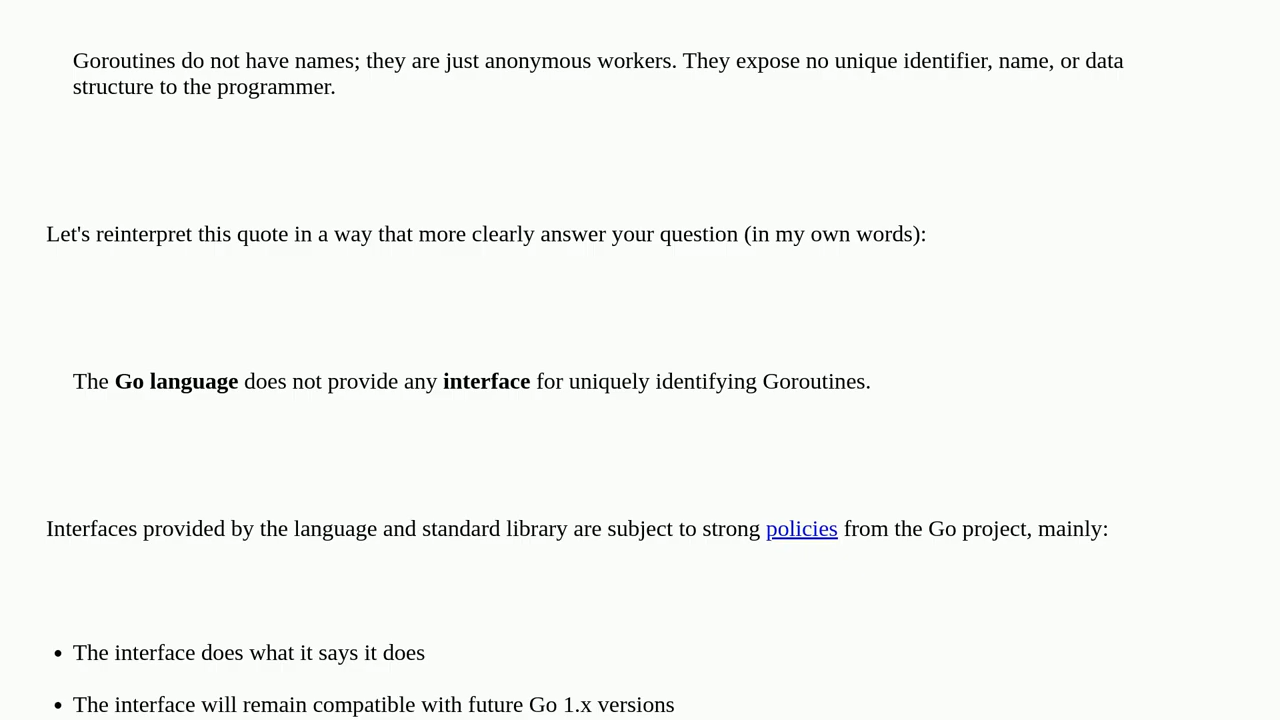 Goroutines do not have names; they are just anonymous workers. They expose no unique identifier, name, or data
structure to the programmer.
Let's reinterpret this quote in a way that more clearly answer your question (in my own words):
The Go language does not provide any interface for uniquely identifying Goroutines.
Interfaces provided by the language and standard library are subject to strong policies from the Go project, mainly:
• The interface does what it says it does
• The interface will remain compatible with future Go 1.x versions